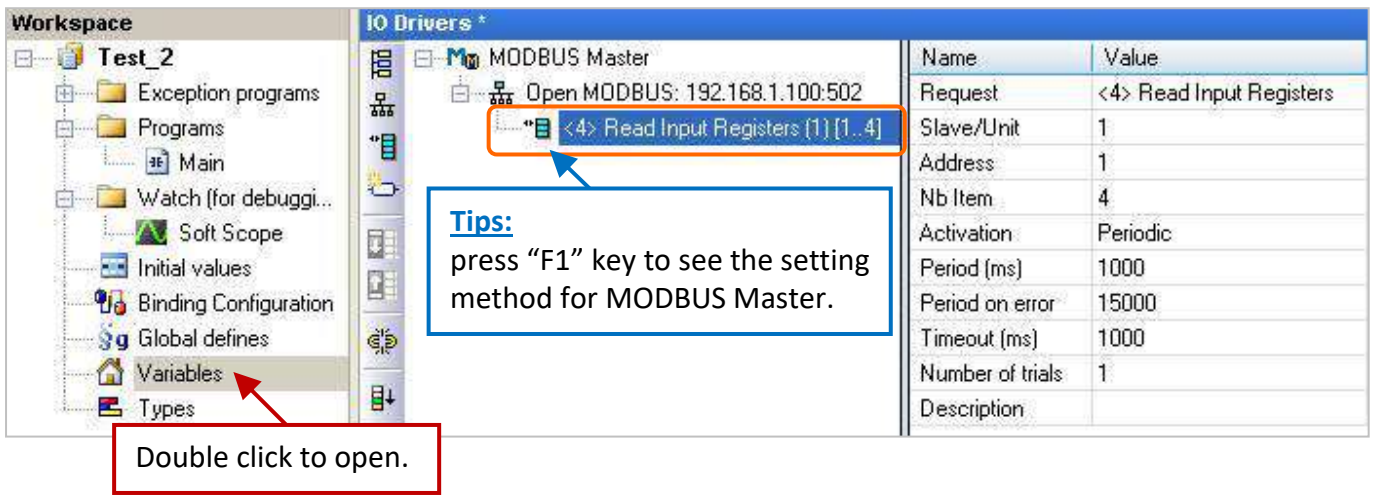 Workspace
Test_2
Exception programs
Programs
Main
Watch (for debuggi...
Soft Scope
Initial values
Binding Configuration
Global defines
Variables
Types
Double click to open.
IO Drivers *
MODBUS Master
Open MODBUS: 192.168.1.100:502
<4> Read Input Registers (1) [1..4]
Tips:
press “F1” key to see the setting
method for MODBUS Master.
Name Value
Request <4> Read Input Registers
Slave/Unit 1
Address 1
Nb Item 4
Activation Periodic
Period (ms) 1000
Period on error 15000
Timeout (ms) 1000
Number of trials 1
Description